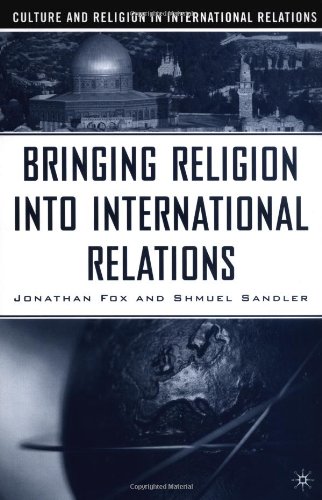 CULTURE AND RELIGION IN INTERNATIONAL RELATIONS
BRINGING RELIGION
INTO INTERNATIONAL
RELATIONS
JONATHAN FOX AND SHMUEL SANDLER